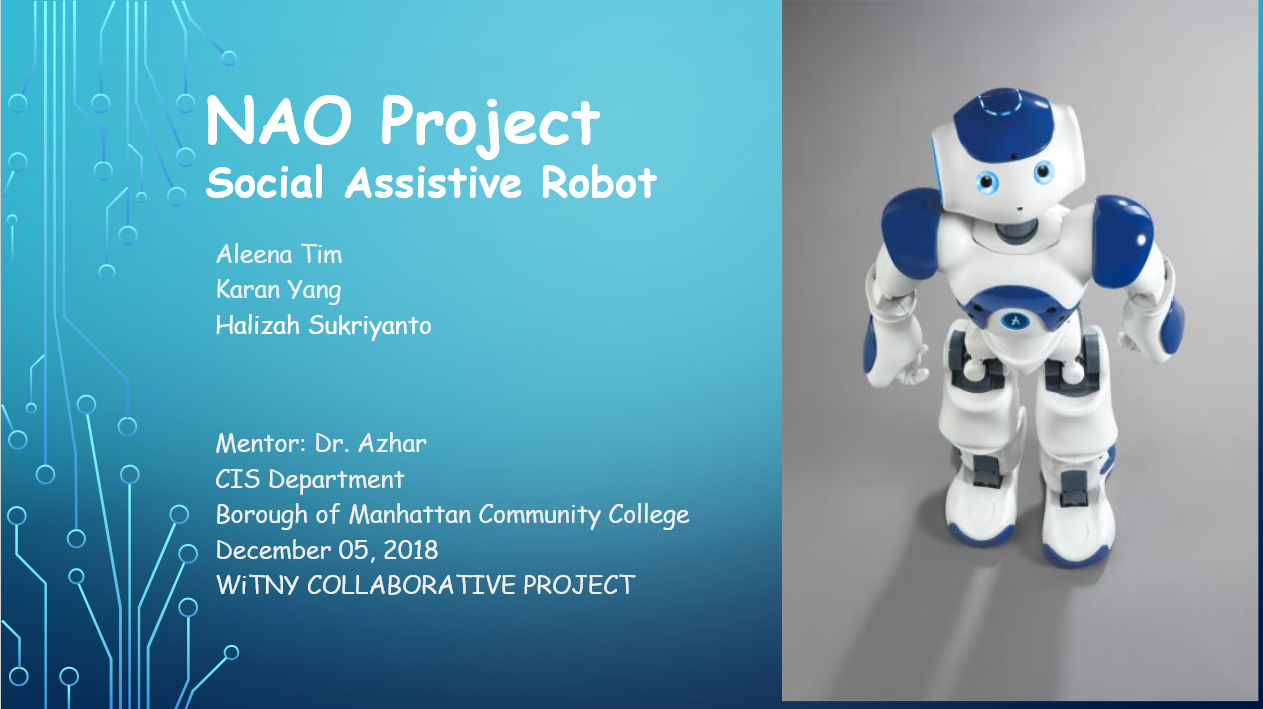 NAO Project
Social Assistive Robot
Aleena Tim
Karan Yang
Halizah Sukriyanto
Mentor: Dr. Azhar
CIS Department
Borough of Manhattan Community College
December 05, 2018
WiTNY COLLABORATIVE PROJECT